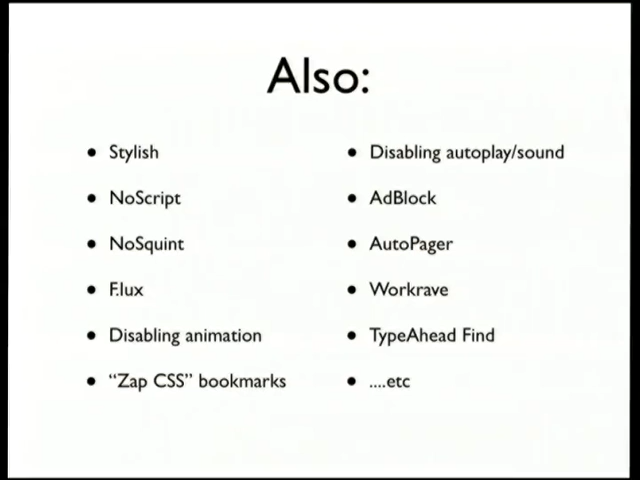 Also:
• Stylish
• NoScript
• NoSquint
• F.lux
• Disabling animation
• “Zap CSS” bookmarks
• Disabling autoplay/sound
• AdBlock
• AutoPager
• Workrave
• TypeAhead Find
• ....etc